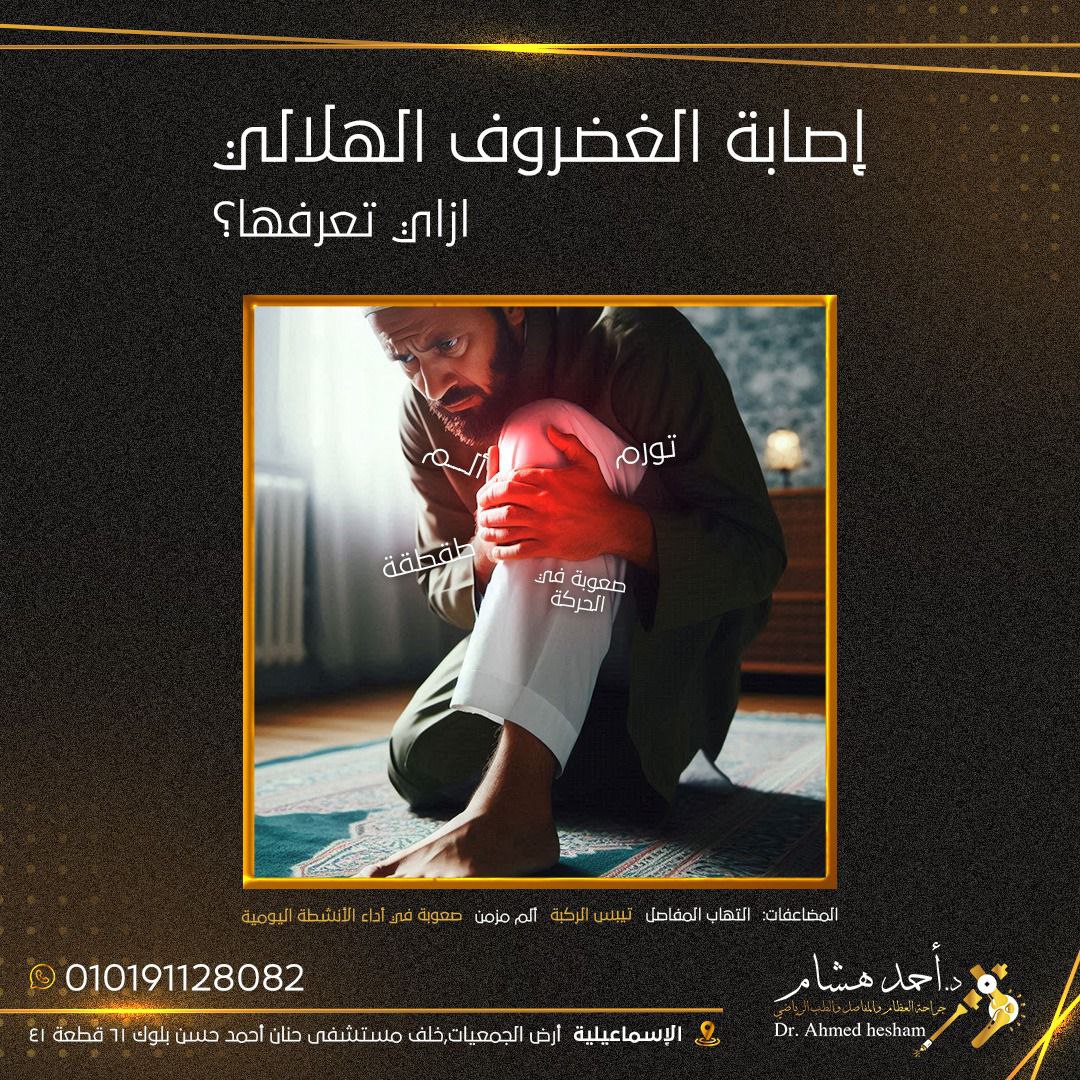 إصابة الغضروف الهلالي
ازاي تعرفها؟
ألم
تورم
طقطقة
صعوبة في
الحركة
المضاعفات: التهاب المفاصل تيبس الركبة ألم مزمن صعوبة في أداء الأنشطة اليومية
010191128082
د.أحمد هشام
جراحة العظام والمفاصل والطب الرياضي
Dr. Ahmed hesham
الإسماعيلية أرض الجمعيات,خلف مستشفى حنان أحمد حسن بلوك ٦١ قطعة ٤١